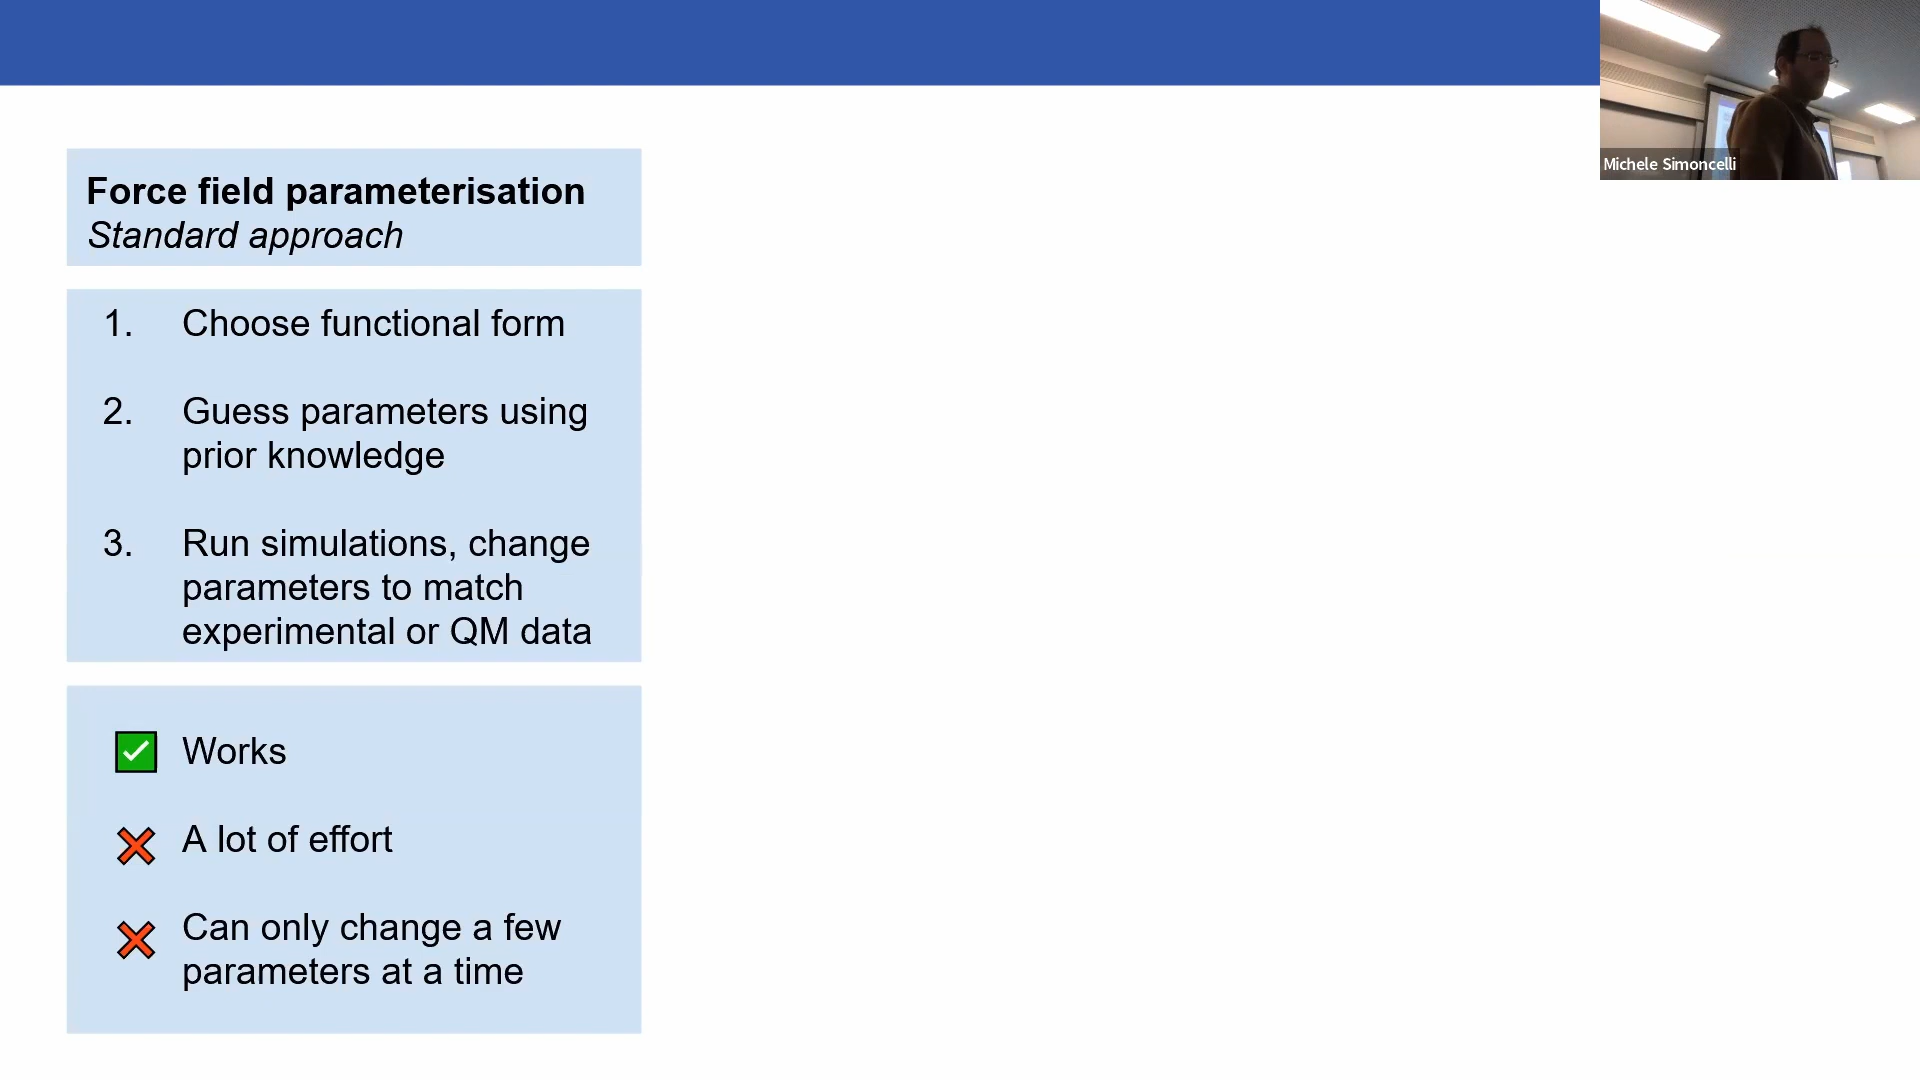 Michele Simoncelli
Force field parameterisation
Standard approach
1. Choose functional form
2. Guess parameters using
prior knowledge
3. Run simulations, change
parameters to match
experimental or QM data
Works
A lot of effort
Can only change a few
parameters at a time